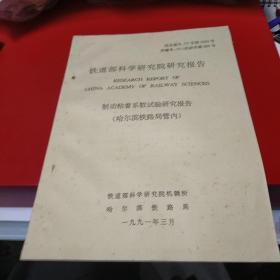 铁道部科学研究院研究报告
RESEARCH REPORT OF
CHINA ACADEMY OF RAILWAY SCIENCES
制动粘着系数试验研究报告
(哈尔滨铁路局管内)
铁道部科学研究院机辆所
哈尔滨铁路局
一九九一年三月